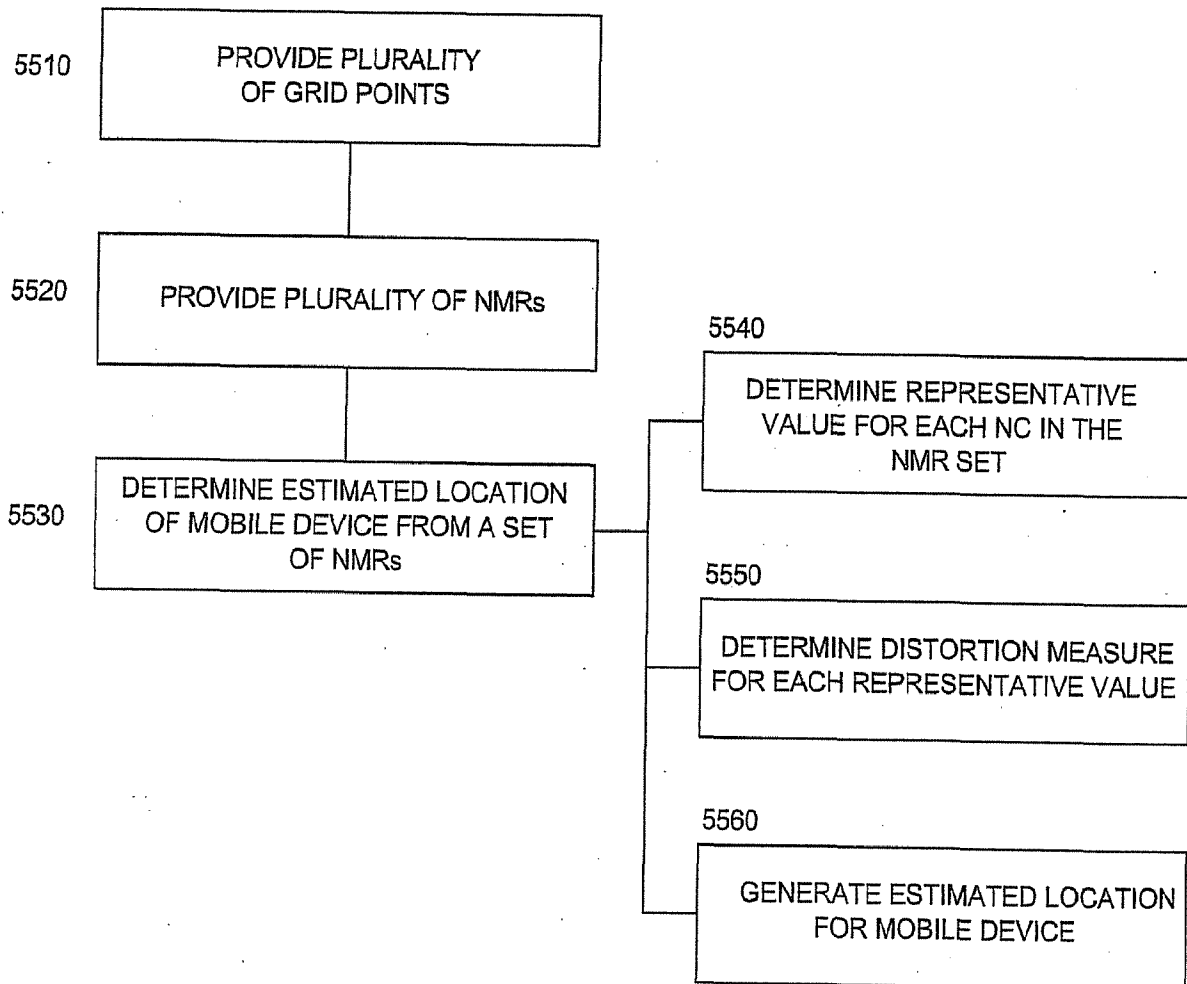 5510
PROVIDE PLURALITY
OF GRID POINTS
5520
PROVIDE PLURALITY OF NMRs
5530
DETERMINE ESTIMATED LOCATION
OF MOBILE DEVICE FROM A SET
OF NMRs
5540
DETERMINE REPRESENTATIVE
VALUE FOR EACH NC IN THE
NMR SET
5550
DETERMINE DISTORTION MEASURE
FOR EACH REPRESENTATIVE VALUE
5560
GENERATE ESTIMATED LOCATION
FOR MOBILE DEVICE